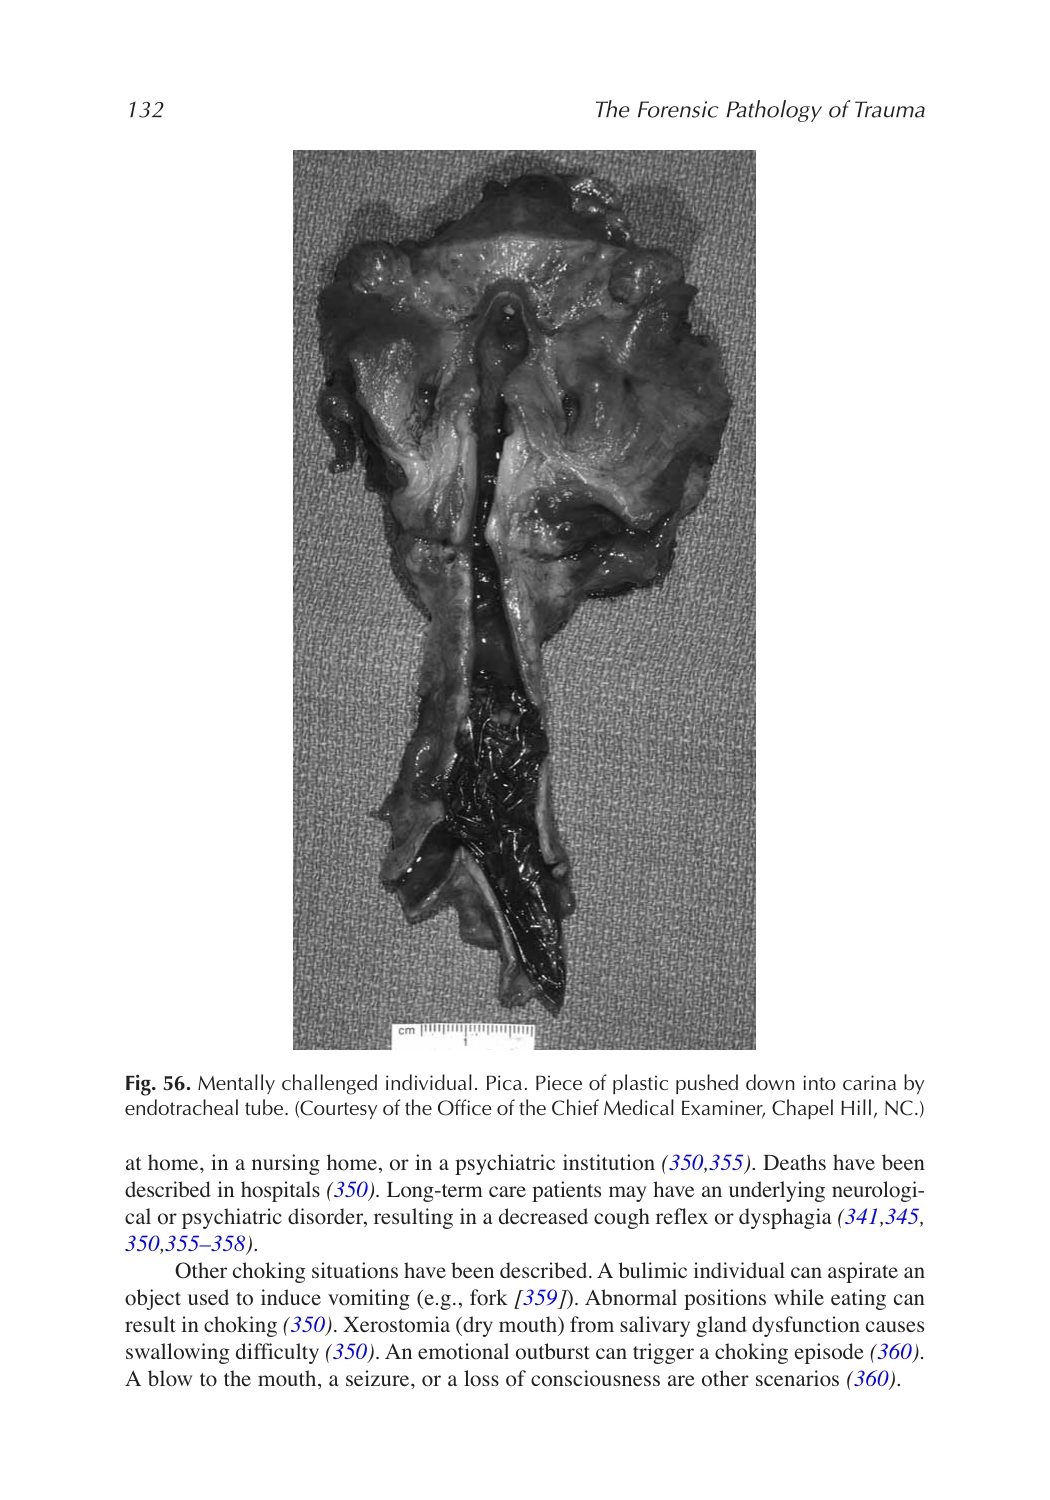 132
The Forensic Pathology of Trauma
cm
1
Fig. 56. Mentally challenged individual. Pica. Piece of plastic pushed down into carina by
endotracheal tube. (Courtesy of the Office of the Chief Medical Examiner, Chapel Hill, NC.)
at home, in a nursing home, or in a psychiatric institution (350,355). Deaths have been
described in hospitals (350). Long-term care patients may have an underlying neurologi-
cal or psychiatric disorder, resulting in a decreased cough reflex or dysphagia (341,345,
350,355–358).
Other choking situations have been described. A bulimic individual can aspirate an
object used to induce vomiting (e.g., fork [359]). Abnormal positions while eating can
result in choking (350). Xerostomia (dry mouth) from salivary gland dysfunction causes
swallowing difficulty (350). An emotional outburst can trigger a choking episode (360).
A blow to the mouth, a seizure, or a loss of consciousness are other scenarios (360).